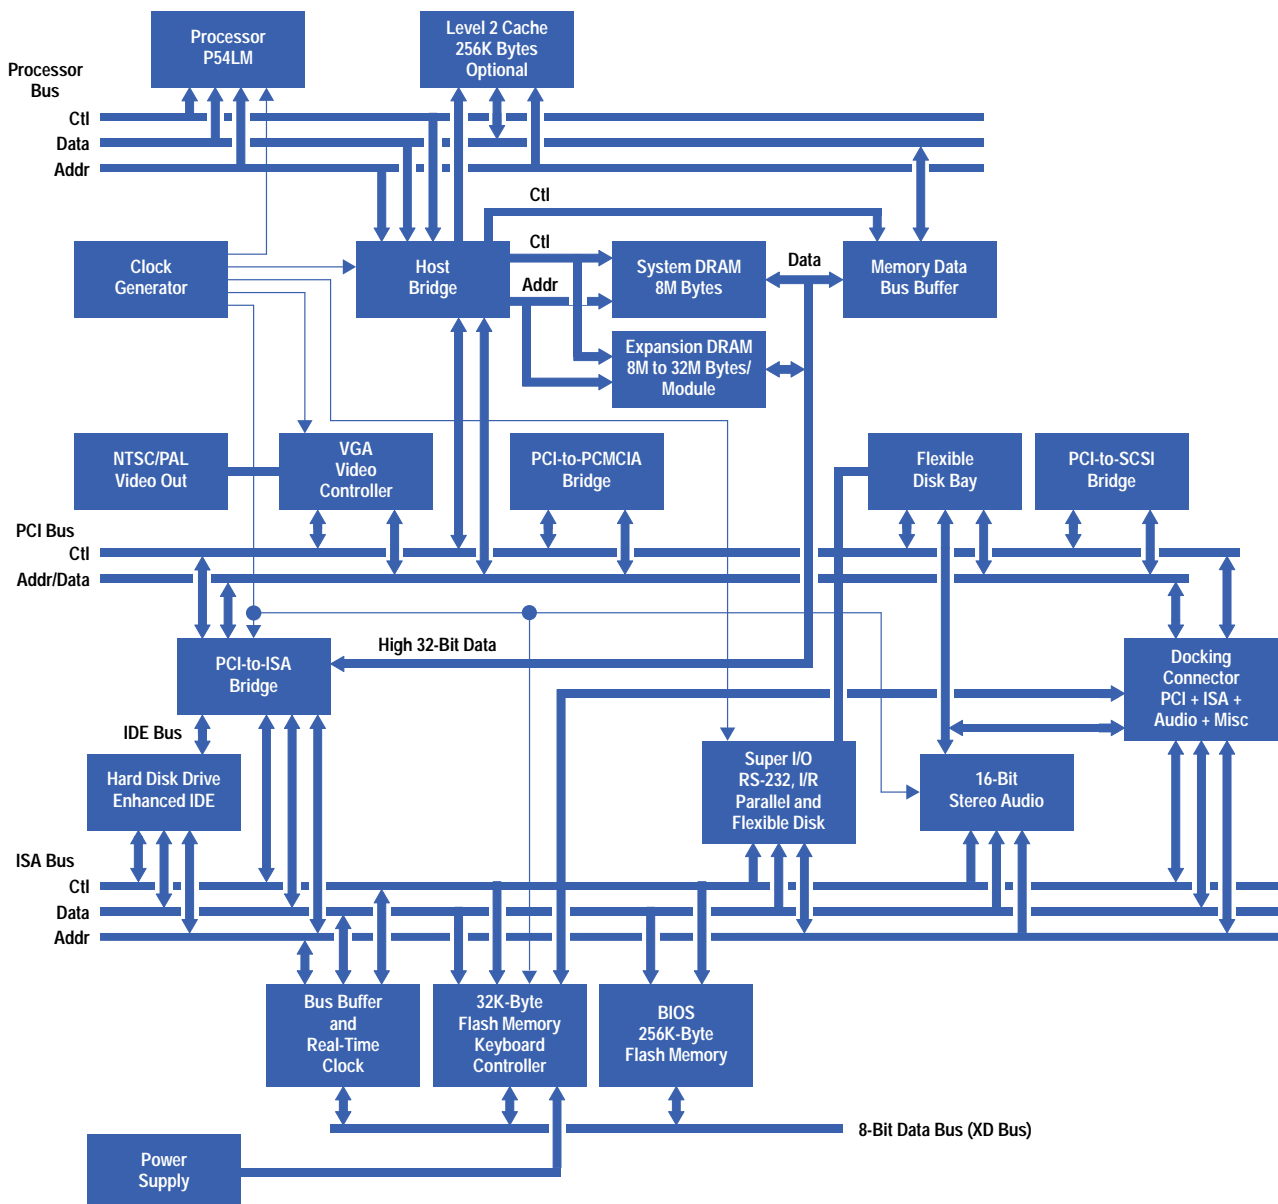 Processor
P54LM
Level 2 Cache
256K Bytes
Optional
Processor
Bus
Ctl
Data
Addr
Ctl
Clock
Generator
Host
Bridge
Ctl
Addr
System DRAM
8M Bytes
Data
Memory Data
Bus Buffer
Expansion DRAM
8M to 32M Bytes/
Module
NTSC/PAL
Video Out
VGA
Video
Controller
PCI-to-PCMCIA
Bridge
Flexible
Disk Bay
PCI-to-SCSI
Bridge
PCI Bus
Ctl
Addr/Data
PCI-to-ISA
Bridge
High 32-Bit Data
Docking
Connector
PCI + ISA +
Audio + Misc
IDE Bus
Hard Disk Drive
Enhanced IDE
Super I/O
RS-232, I/R
Parallel and
Flexible Disk
16-Bit
Stereo Audio
ISA Bus
Ctl
Data
Addr
Bus Buffer
and
Real-Time
Clock
32K-Byte
Flash Memory
Keyboard
Controller
BIOS
256K-Byte
Flash Memory
8-Bit Data Bus (XD Bus)
Power
Supply